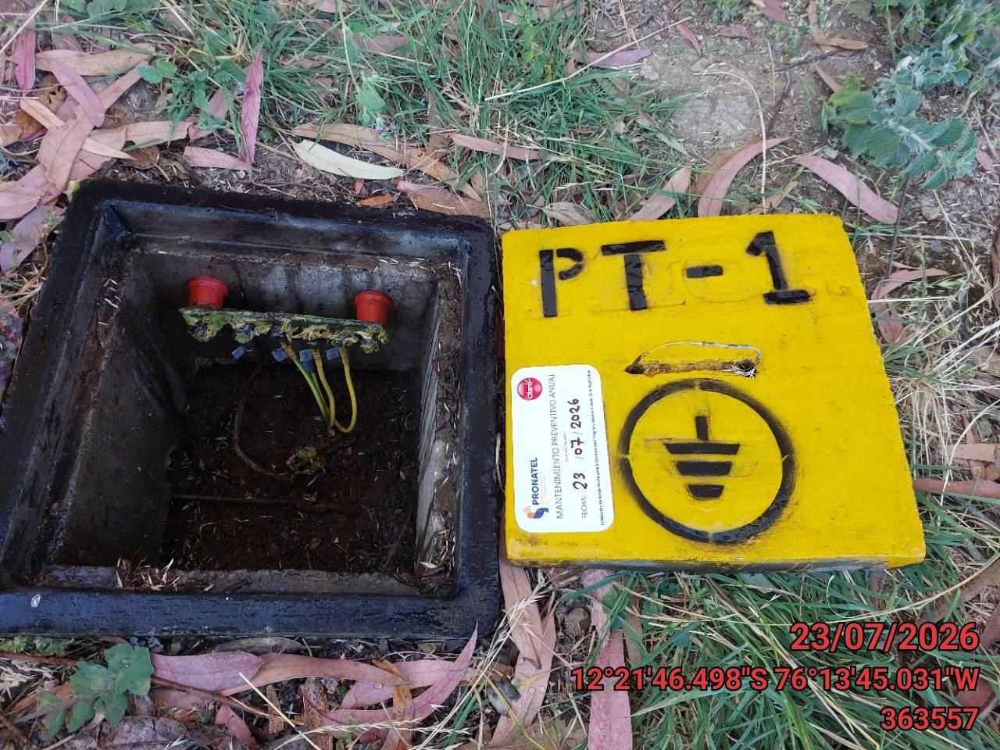 PT-1
Claro
PRONATEL
MANTENIMIENTO PREVENTIVO ANUAL
FECHA: 23 / 07 / 2026
23/07/2026
12°21'46.498"S 76°13'45.031"W
363557